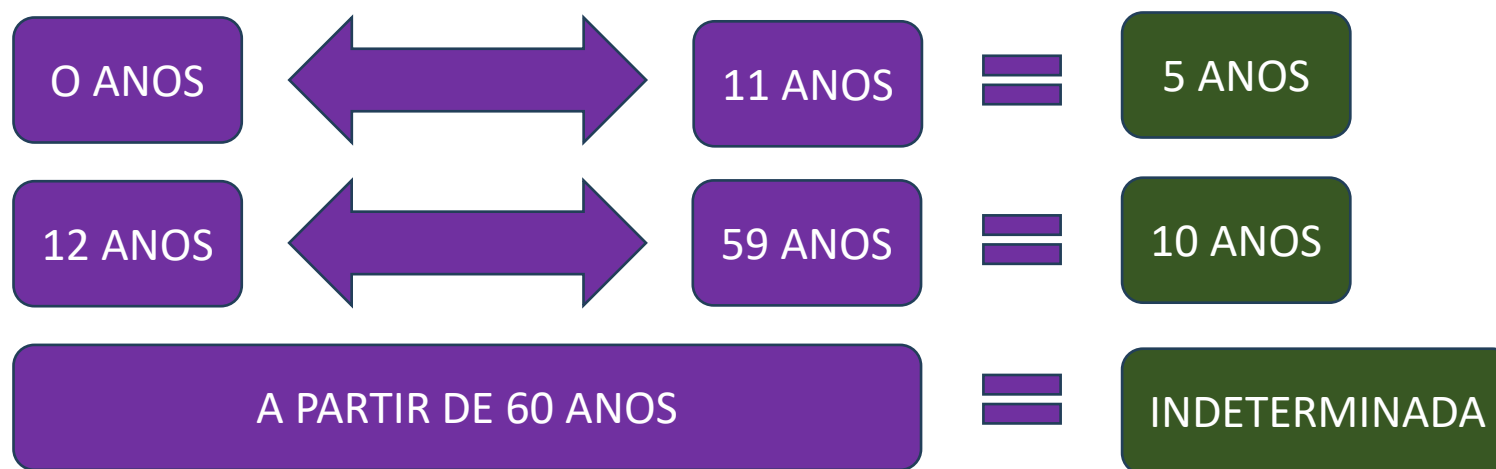 O ANOS
11 ANOS
5 ANOS
12 ANOS
59 ANOS
10 ANOS
A PARTIR DE 60 ANOS
INDETERMINADA